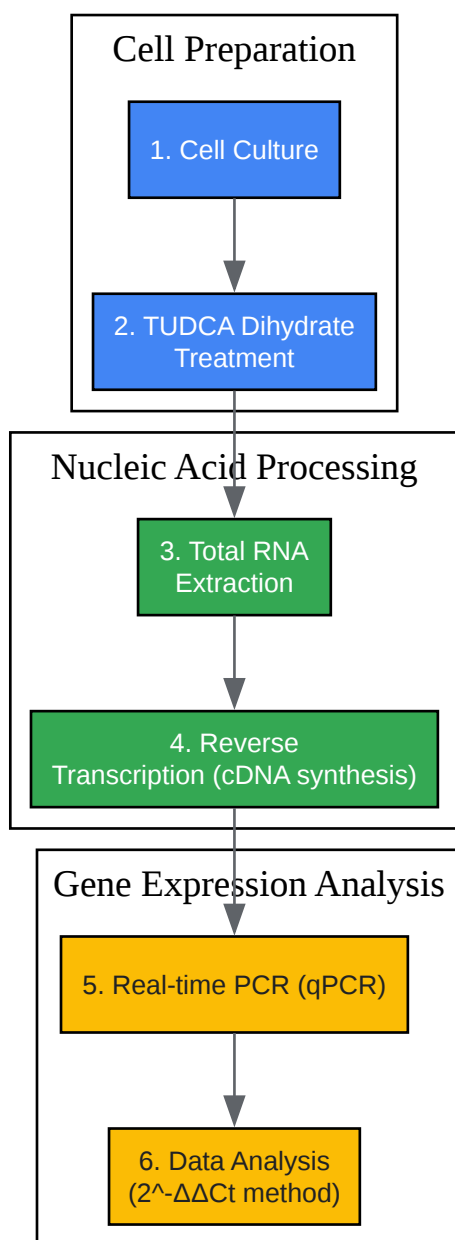 Cell Preparation
1. Cell Culture
2. TUDCA Dihydrate
Treatment
Nucleic Acid Processing
3. Total RNA
Extraction
4. Reverse
Transcription (cDNA synthesis)
Gene Expression Analysis
5. Real-time PCR (qPCR)
6. Data Analysis
(2^-ΔΔCt method)